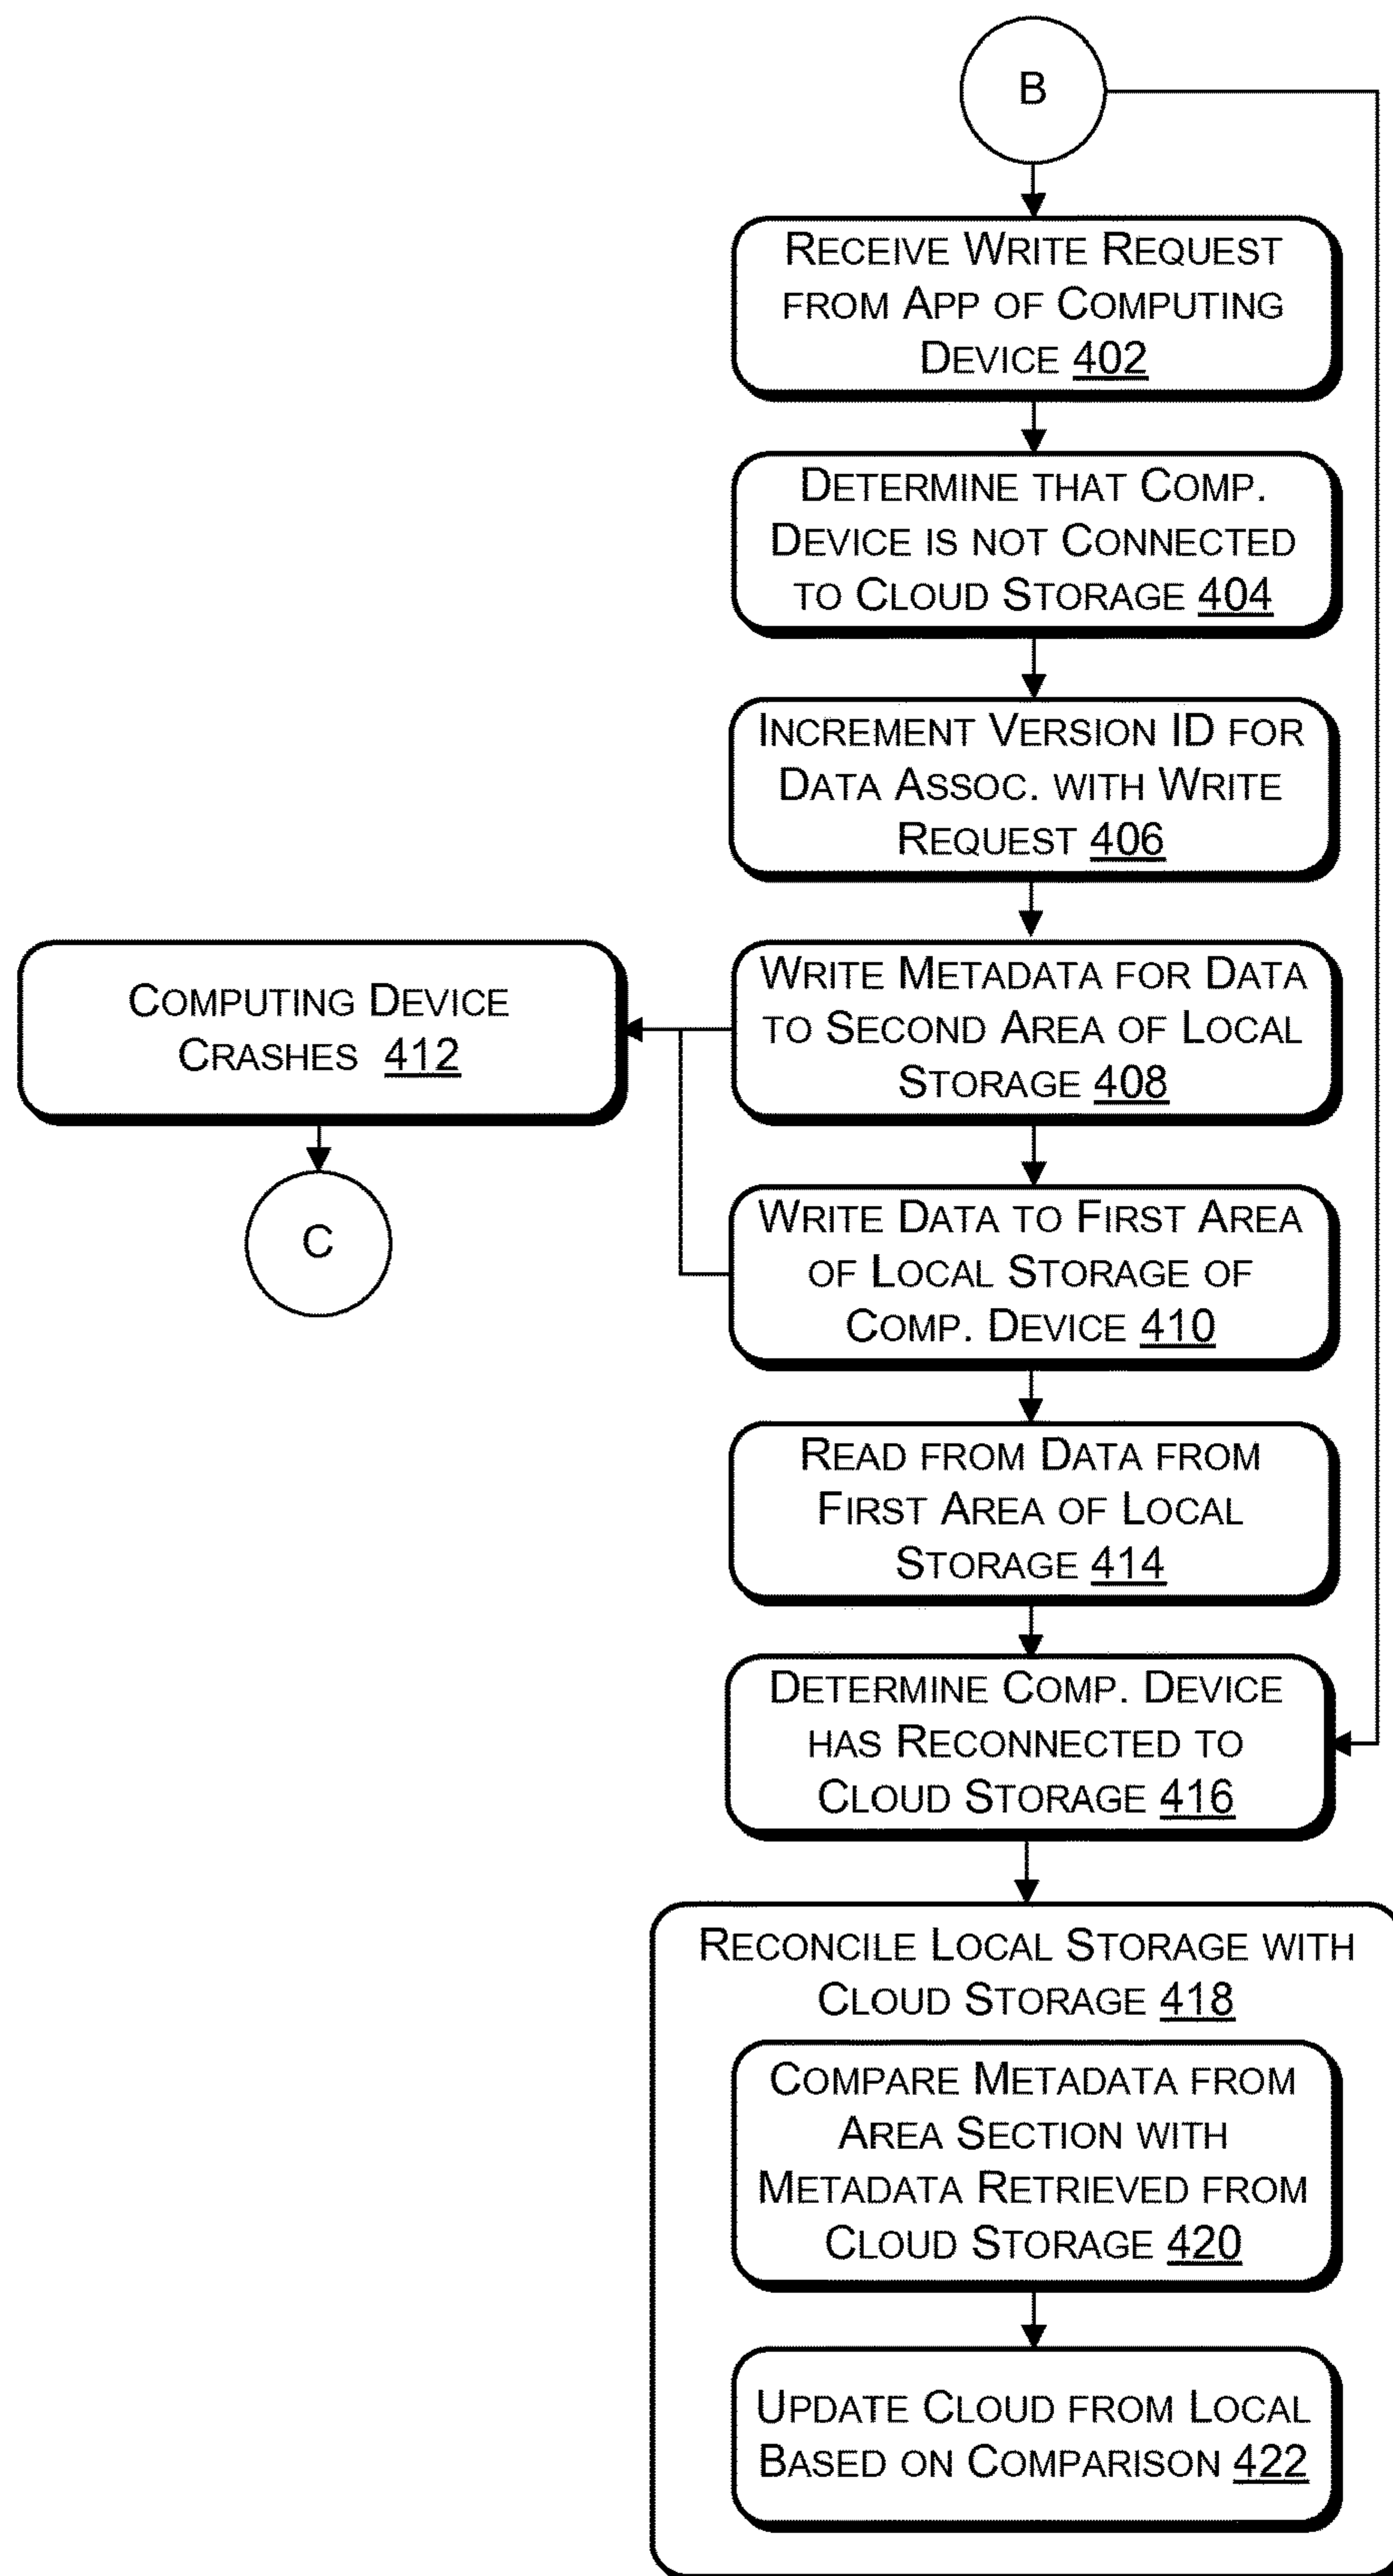 B
RECEIVE WRITE REQUEST
FROM APP OF COMPUTING
DEVICE 402
DETERMINE THAT COMP.
DEVICE IS NOT CONNECTED
TO CLOUD STORAGE 404
INCREMENT VERSION ID FOR
DATA ASSOC. WITH WRITE
REQUEST 406
COMPUTING DEVICE
CRASHES 412
WRITE METADATA FOR DATA
TO SECOND AREA OF LOCAL
STORAGE 408
C
WRITE DATA TO FIRST AREA
OF LOCAL STORAGE OF
COMP. DEVICE 410
READ FROM DATA FROM
FIRST AREA OF LOCAL
STORAGE 414
DETERMINE COMP. DEVICE
HAS RECONNECTED TO
CLOUD STORAGE 416
RECONCILE LOCAL STORAGE WITH
CLOUD STORAGE 418
COMPARE METADATA FROM
AREA SECTION WITH
METADATA RETRIEVED FROM
CLOUD STORAGE 420
UPDATE CLOUD FROM LOCAL
BASED ON COMPARISON 422